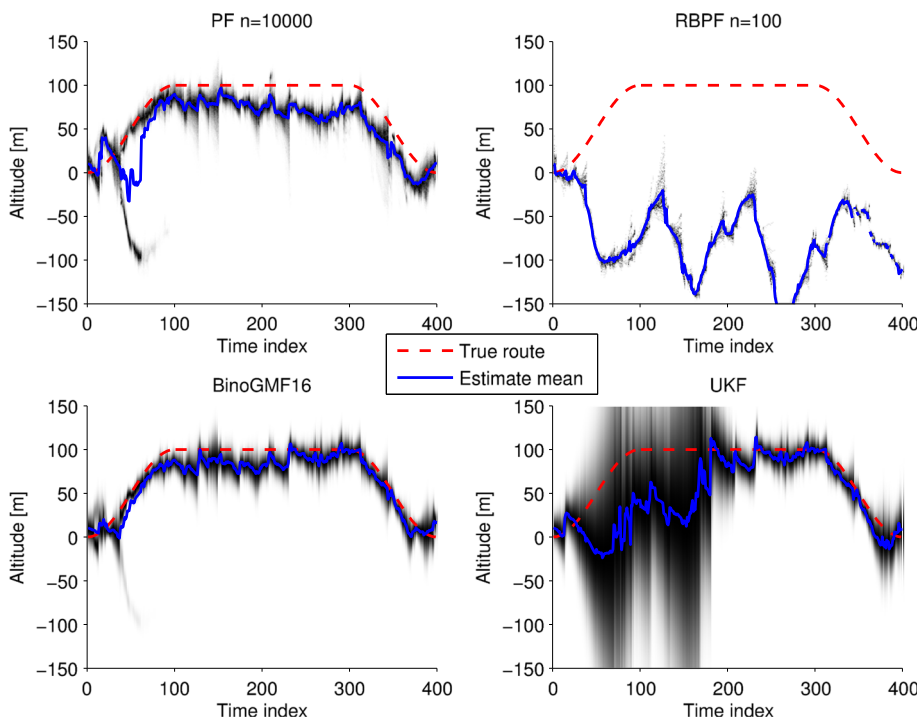 PF n=10000
RBPF n=100
150
100
50
0
−50
−100
−150
Altitude [m]
0 100 200 300 400
Time index
150
100
50
0
−50
−100
−150
Altitude [m]
0 100 200 300 400
Time index
True route
Estimate mean
BinoGMF16
UKF
150
100
50
0
−50
−100
−150
Altitude [m]
0 100 200 300 400
Time index
150
100
50
0
−50
−100
−150
Altitude [m]
0 100 200 300 400
Time index